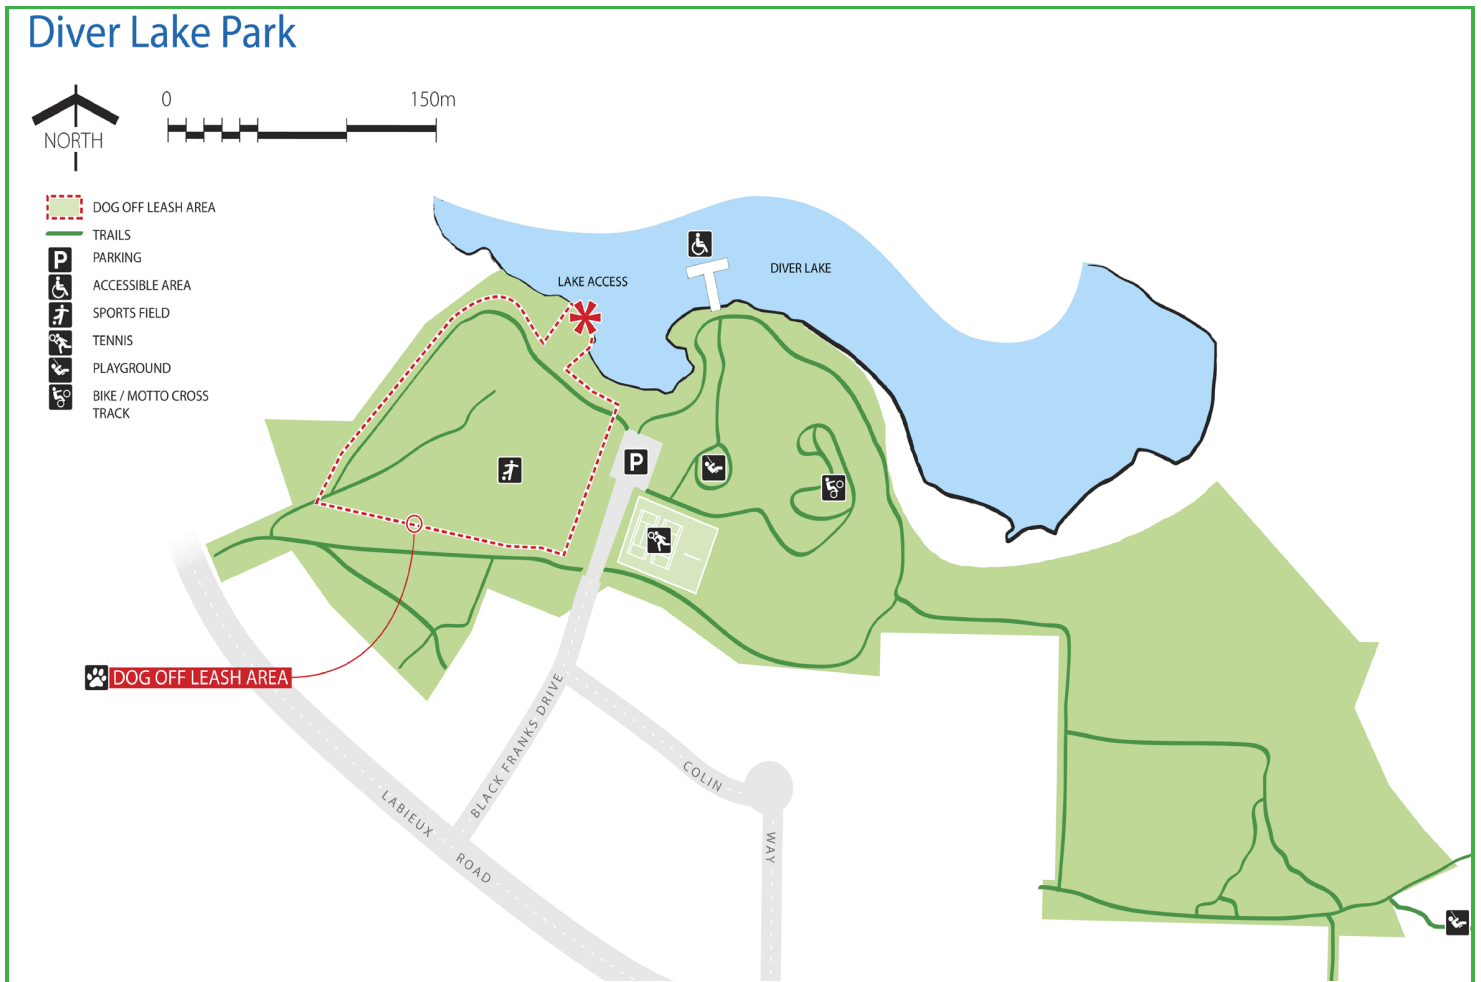 Diver Lake Park
0 150m
NORTH
DOG OFF LEASH AREA
TRAILS
P PARKING
ACCESSIBLE AREA
SPORTS FIELD
TENNIS
PLAYGROUND
BIKE / MOTTO CROSS
TRACK
LAKE ACCESS
DIVER LAKE
P
DOG OFF LEASH AREA
BLACK FRANKS DRIVE
COLIN
WAY
LABIEUX
ROAD